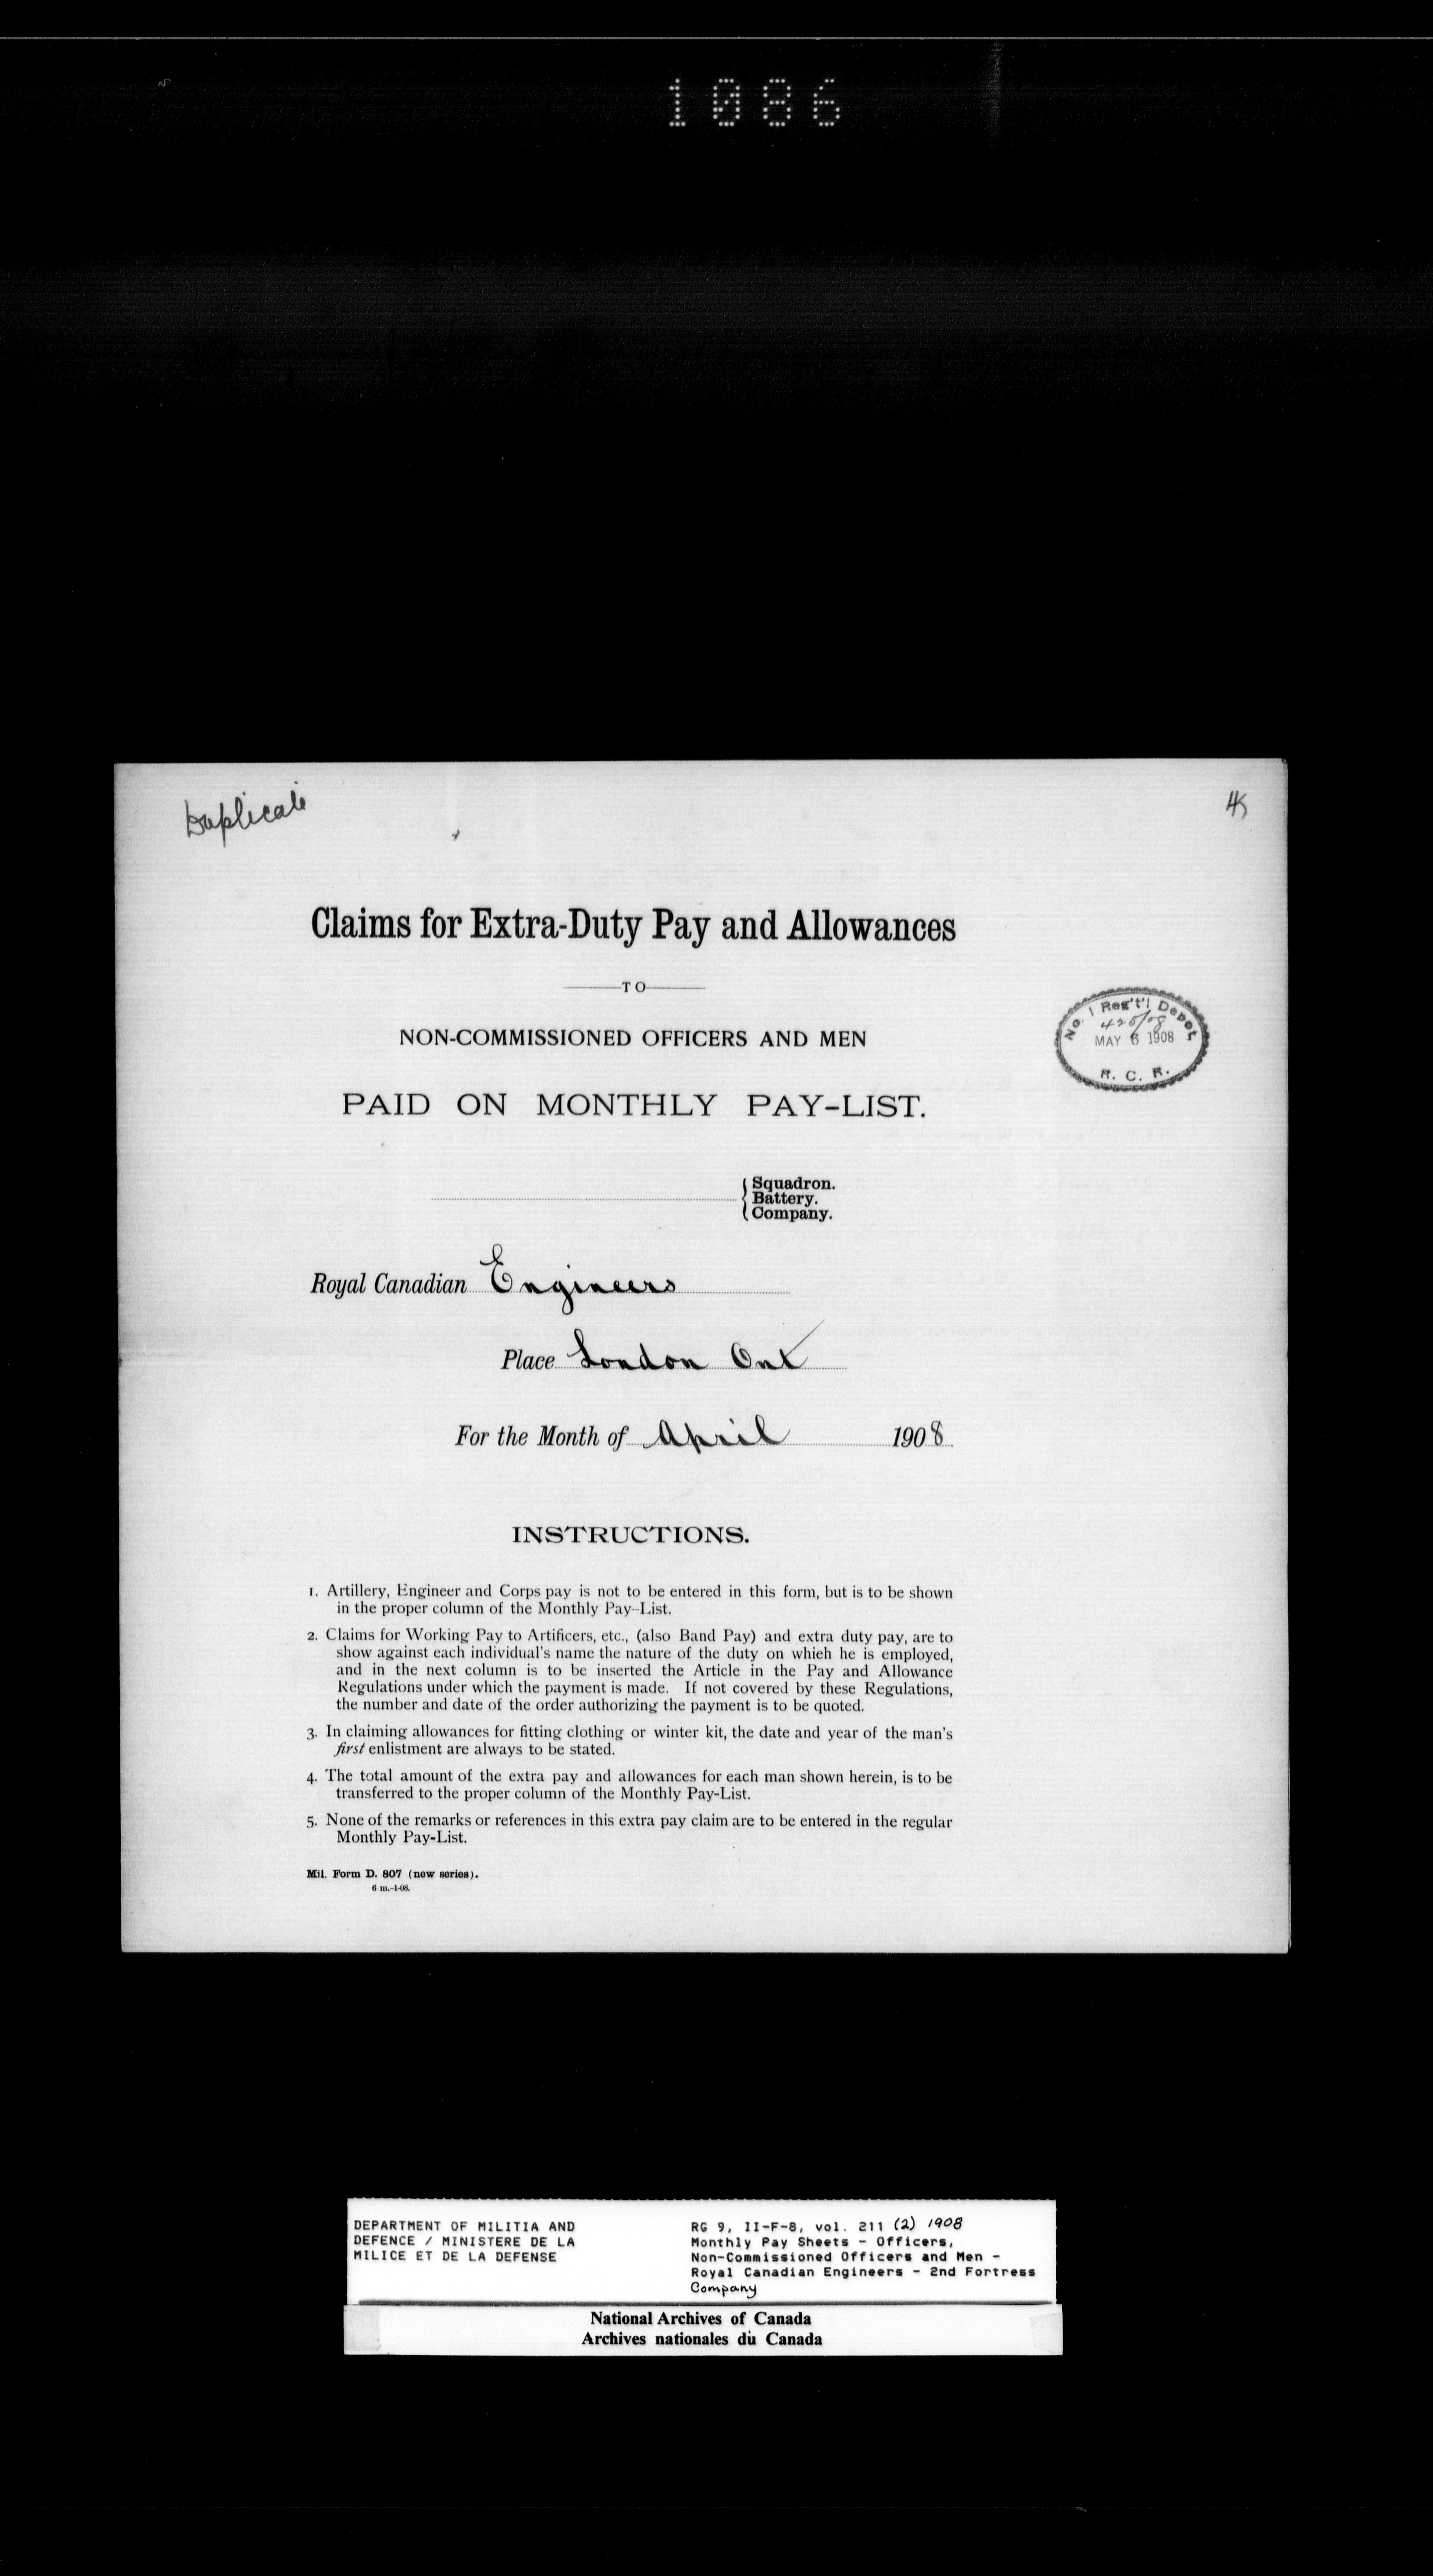 1086
Duplicate
Claims for Extra-Duty Pay and Allowances
TO
NON-COMMISSIONED OFFICERS AND MEN
PAID ON MONTHLY PAY-LIST.
No. 1 Reg't'l Depot,
425/08
MAY 6 1908
R. C. R.
Squadron.
Battery.
Company.
Royal Canadian Engineers
Place London Ont
For the Month of April 1908
INSTRUCTIONS.
1. Artillery, Engineer and Corps pay is not to be entered in this form, but is to be shown
in the proper column of the Monthly Pay-List.
2. Claims for Working Pay to Artificers, etc., (also Band Pay) and extra duty pay, are to
show against each individual's name the nature of the duty on which he is employed,
and in the next column is to be inserted the Article in the Pay and Allowance
Regulations under which the payment is made. If not covered by these Regulations,
the number and date of the order authorizing the payment is to be quoted.
3. In claiming allowances for fitting clothing or winter kit, the date and year of the man's
first enlistment are always to be stated.
4. The total amount of the extra pay and allowances for each man shown herein, is to be
transferred to the proper column of the Monthly Pay-List.
5. None of the remarks or references in this extra pay claim are to be entered in the regular
Monthly Pay-List.
Mil. Form D. 807 (new series).
6 m.-1-08.
DEPARTMENT OF MILITIA AND
DEFENCE / MINISTERE DE LA
MILICE ET DE LA DEFENSE
RG 9, II-F-8, vol. 211 (2) 1908
Monthly Pay Sheets - Officers,
Non-Commissioned Officers and Men -
Royal Canadian Engineers - 2nd Fortress
Company
National Archives of Canada
Archives nationales du Canada